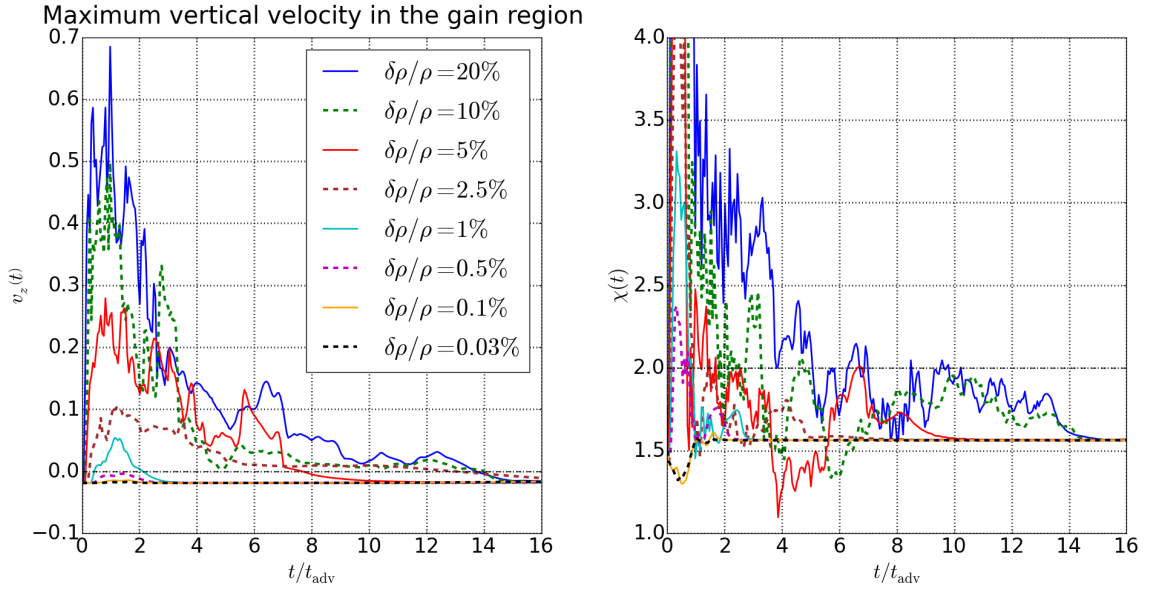 Maximum vertical velocity in the gain region
0.7
0.6
0.5
0.4
0.3
0.2
0.1
0.0
−0.1
v_z(t)
0 2 4 6 8 10 12 14 16
t/t_adv
δρ/ρ=20%
δρ/ρ=10%
δρ/ρ=5%
δρ/ρ=2.5%
δρ/ρ=1%
δρ/ρ=0.5%
δρ/ρ=0.1%
δρ/ρ=0.03%
4.0
3.5
3.0
2.5
2.0
1.5
1.0
χ(t)
0 2 4 6 8 10 12 14 16
t/t_adv